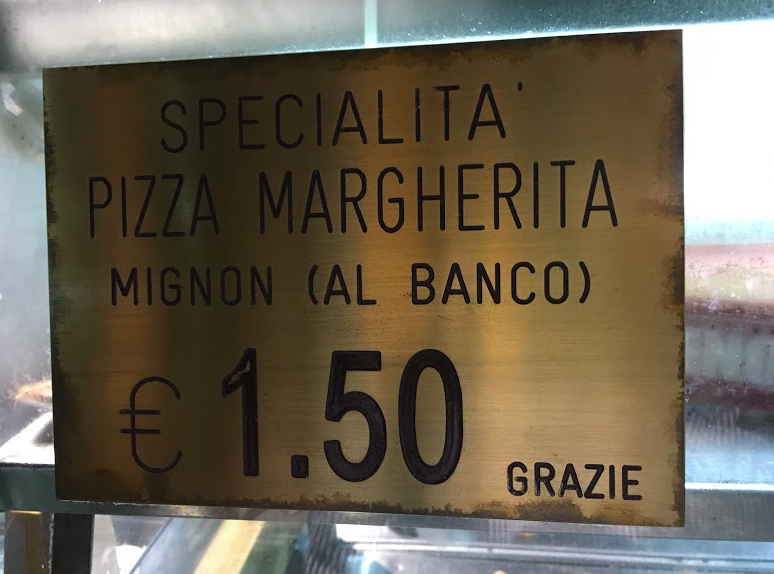 SPECIALITA'
PIZZA MARGHERITA
MIGNON (AL BANCO)
€ 1.50
GRAZIE